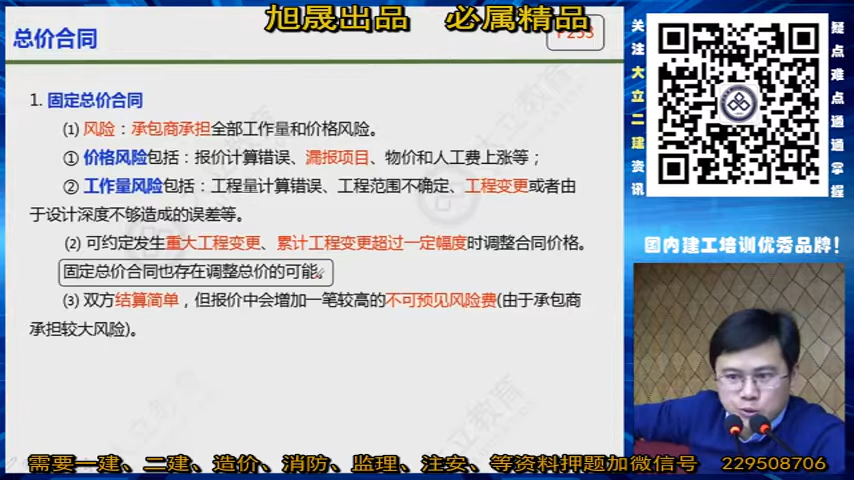 旭晟出品 必属精品
总价合同
P253
1. 固定总价合同
(1) 风险：承包商承担全部工作量和价格风险。
① 价格风险包括：报价计算错误、漏报项目、物价和人工费上涨等；
② 工作量风险包括：工程量计算错误、工程范围不确定、工程变更或者由
于设计深度不够造成的误差等。
(2) 可约定发生重大工程变更、累计工程变更超过一定幅度时调整合同价格。
固定总价合同也存在调整总价的可能。
(3) 双方结算简单，但报价中会增加一笔较高的不可预见风险费(由于承包商
承担较大风险)。
关注大立二建资讯
疑点难点通通掌握
国内建工培训优秀品牌！
需要一建、二建、造价、消防、监理、注安、等资料押题加微信号 229508706